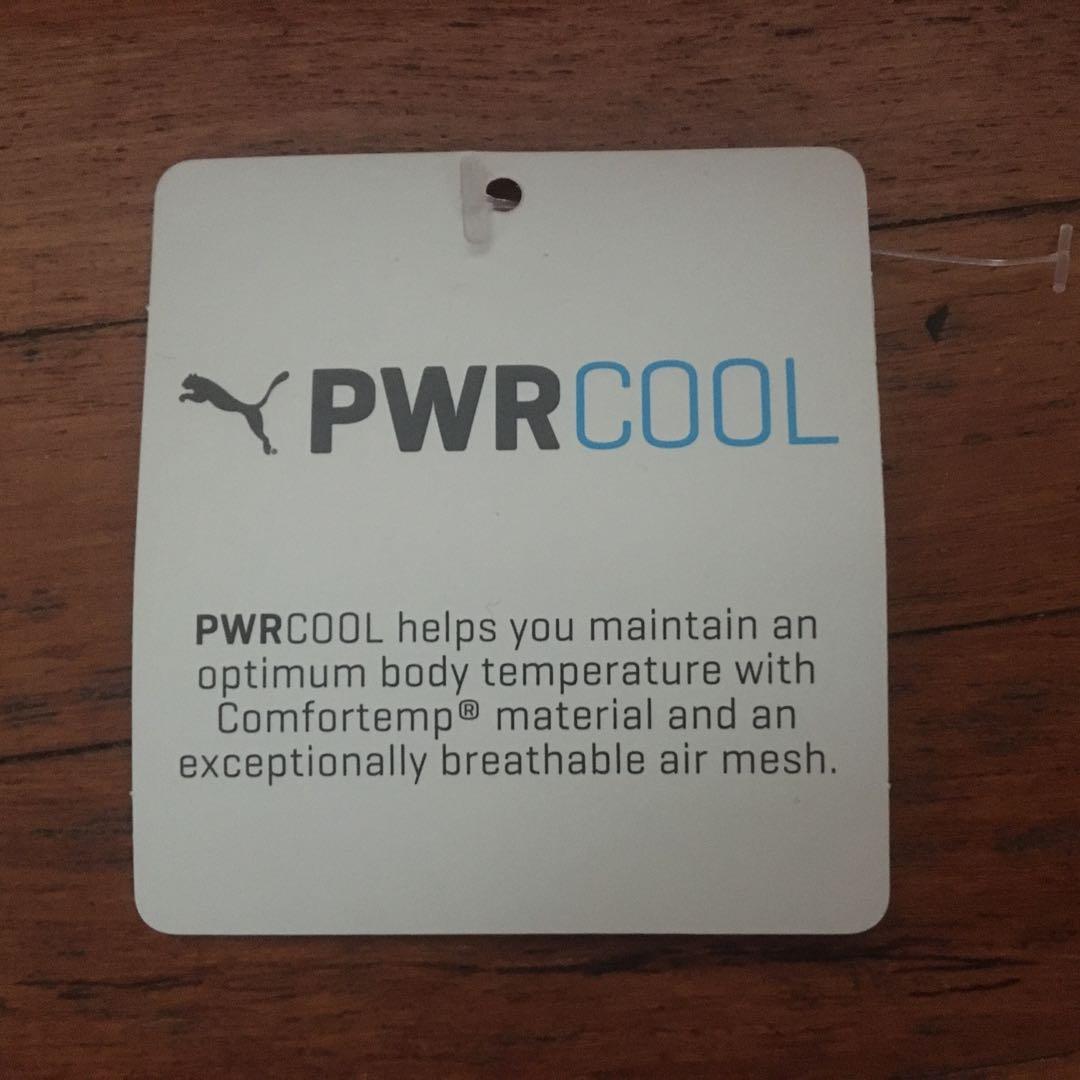 PWRCOOL
PWRCOOL helps you maintain an
optimum body temperature with
Comfortemp® material and an
exceptionally breathable air mesh.